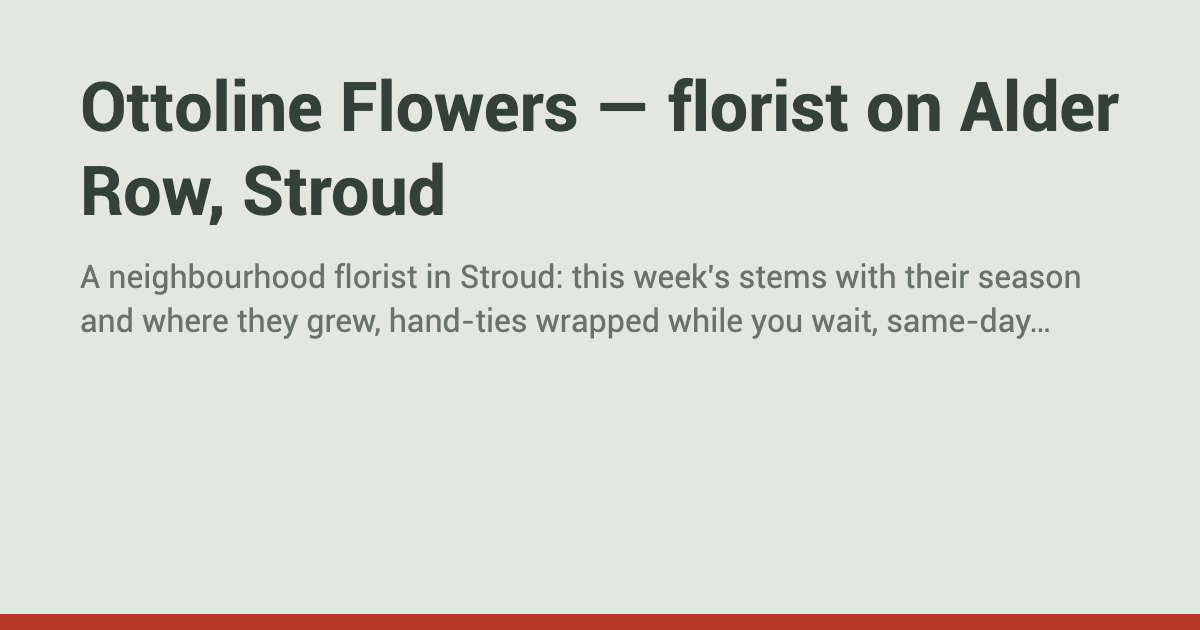 Ottoline Flowers — florist on Alder
Row, Stroud
A neighbourhood florist in Stroud: this week's stems with their season
and where they grew, hand-ties wrapped while you wait, same-day…